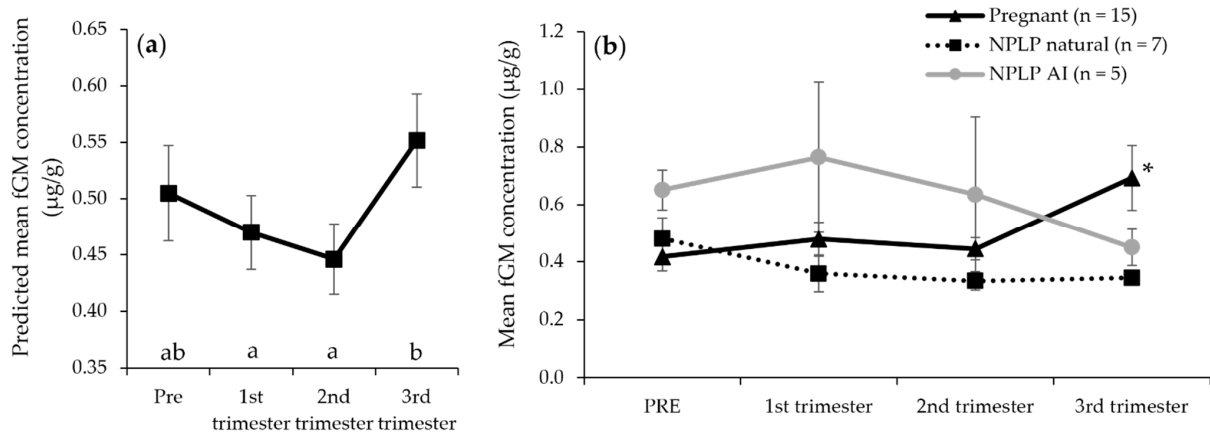 (a)
Predicted mean fGM concentration
(µg/g)
0.65
0.60
0.55
0.50
0.45
0.40
0.35
ab
a
a
b
Pre
1st
trimester
2nd
trimester
3rd
trimester
(b)
Mean fGM concentration (µg/g)
1.2
1.0
0.8
0.6
0.4
0.2
0.0
Pregnant (n = 15)
NPLP natural (n = 7)
NPLP AI (n = 5)
*
PRE
1st trimester
2nd trimester
3rd trimester